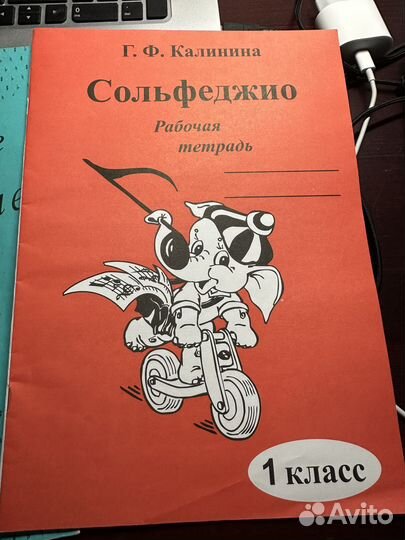 Г. Ф. Калинина
Сольфеджио
Рабочая
тетрадь
1 класс
Avito